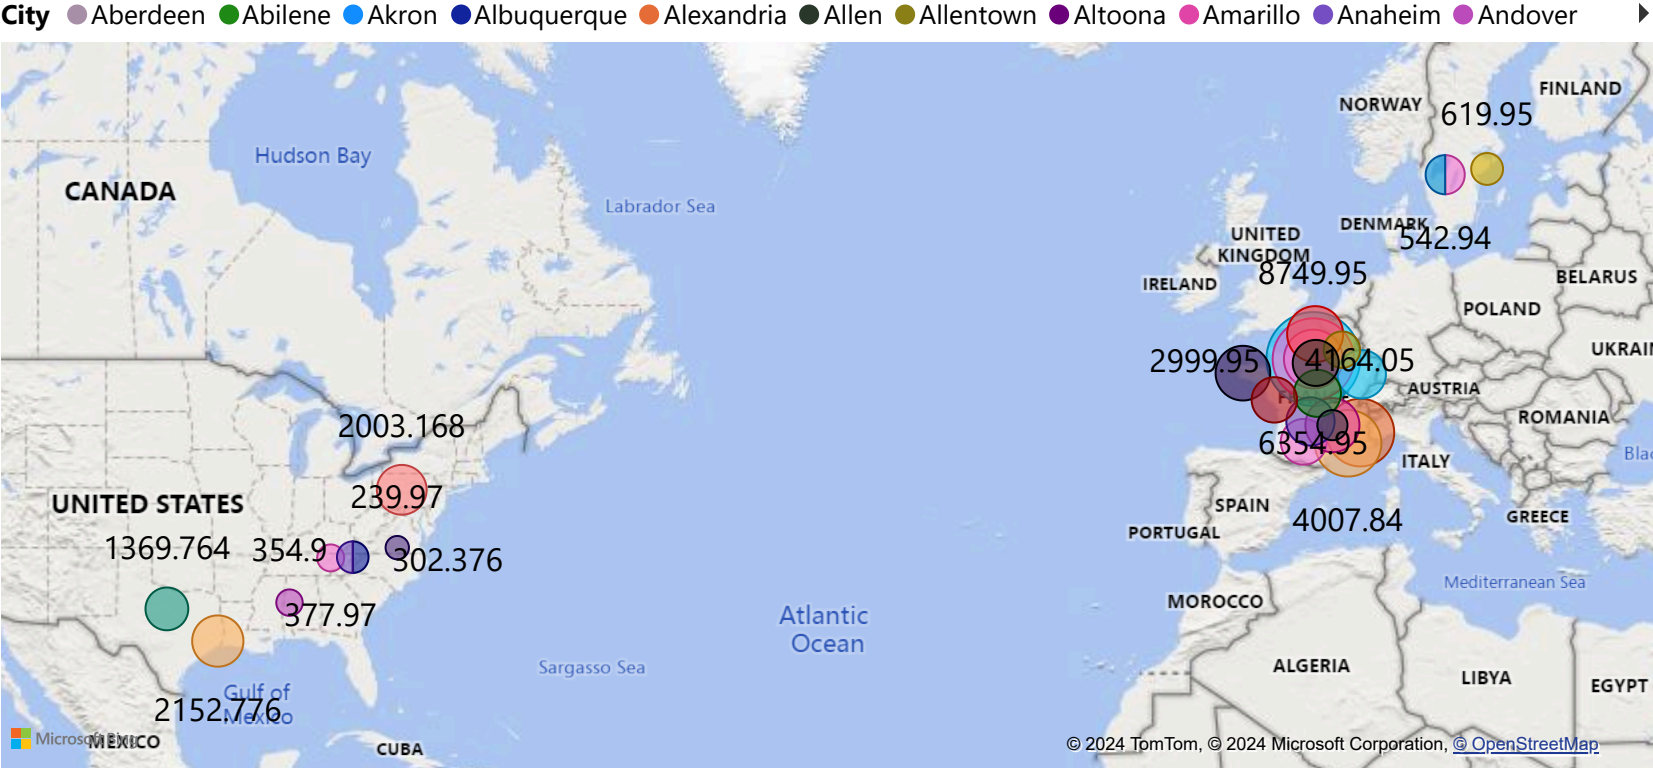 City Aberdeen Abilene Akron Albuquerque Alexandria Allen Allentown Altoona Amarillo Anaheim Andover
FINLAND
NORWAY
619.95
Hudson Bay
CANADA
Labrador Sea
DENMARK
542.94
UNITED
KINGDOM
8749.95
IRELAND
BELARUS
POLAND
UKRAIN
2999.95
4164.05
AUSTRIA
ROMANIA
2003.168
6354.95
Blac
ITALY
239.97
UNITED STATES
SPAIN
4007.84
GREECE
PORTUGAL
1369.764
354.9
302.376
Mediterranean Sea
MOROCCO
377.97
Atlantic
Ocean
Sargasso Sea
ALGERIA
LIBYA
EGYPT
Gulf of
Mexico
2152.776
Microsoft Bing
MEXICO
CUBA
© 2024 TomTom, © 2024 Microsoft Corporation, © OpenStreetMap